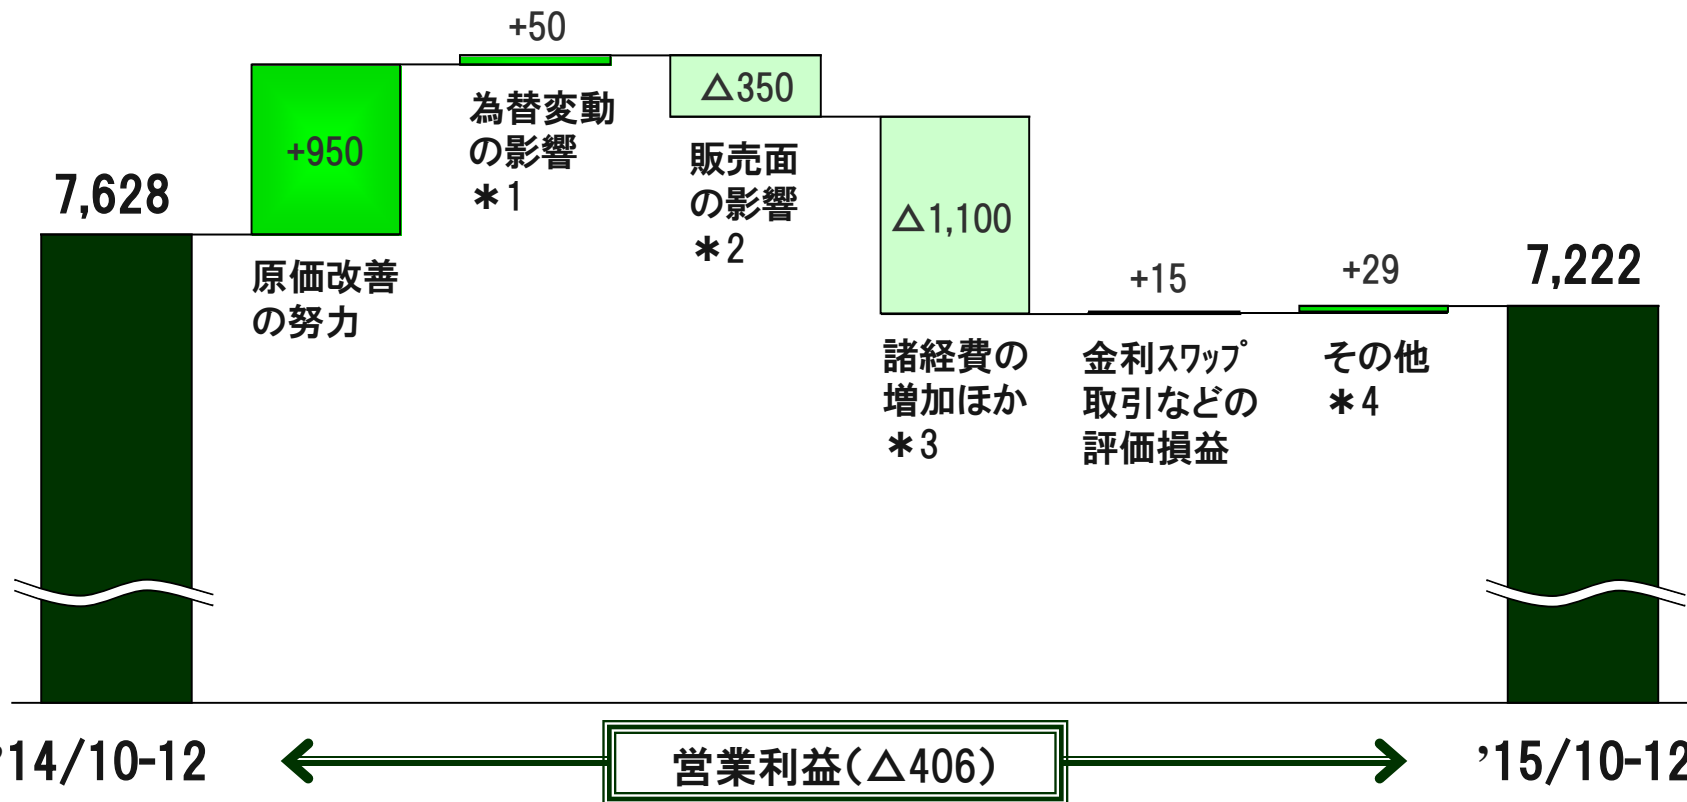 +50
△350
+950
為替変動
の影響
＊1
販売面
の影響
＊2
7,628
△1,100
原価改善
の努力
+15
+29
7,222
諸経費の
増加ほか
＊3
金利ｽﾜｯﾌﾟ
取引などの
評価損益
その他
＊4
’14/10-12
営業利益(△406)
’15/10-12